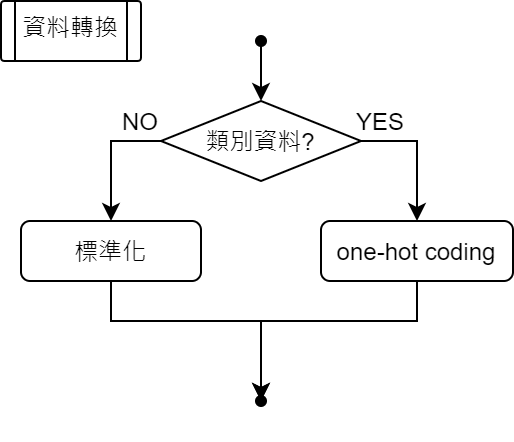 資料轉換
NO
YES
類別資料?
標準化
one-hot coding